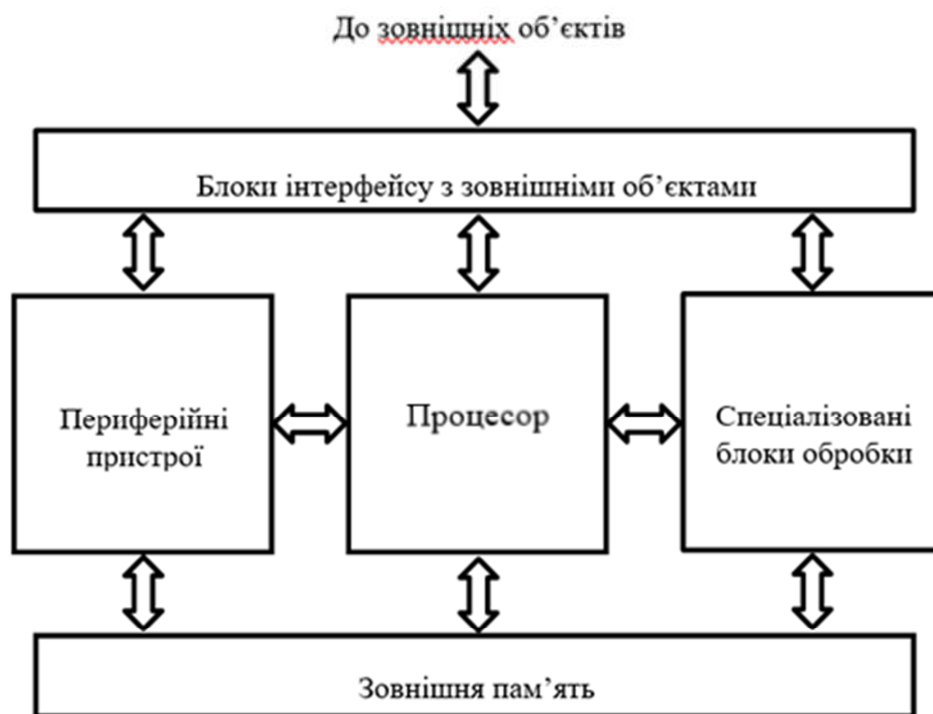 До зовнішніх об’єктів
Блоки інтерфейсу з зовнішніми об’єктами
Периферійні
пристрої
Процесор
Спеціалізовані
блоки обробки
Зовнішня пам’ять